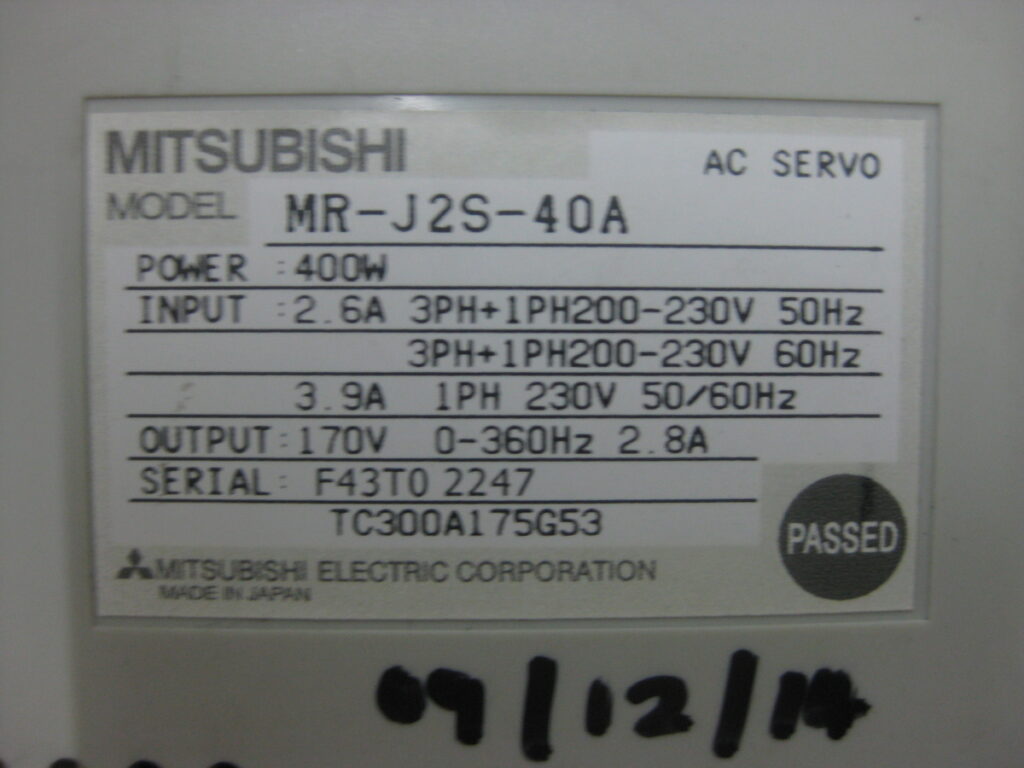 MITSUBISHI
AC SERVO
MODEL MR-J2S-40A
POWER :400W
INPUT :2.6A 3PH+1PH200-230V 50Hz
3PH+1PH200-230V 60Hz
3.9A 1PH 230V 50/60Hz
OUTPUT:170V 0-360Hz 2.8A
SERIAL: F43T0 2247
TC300A175G53
PASSED
MITSUBISHI ELECTRIC CORPORATION
MADE IN JAPAN
09/12/14